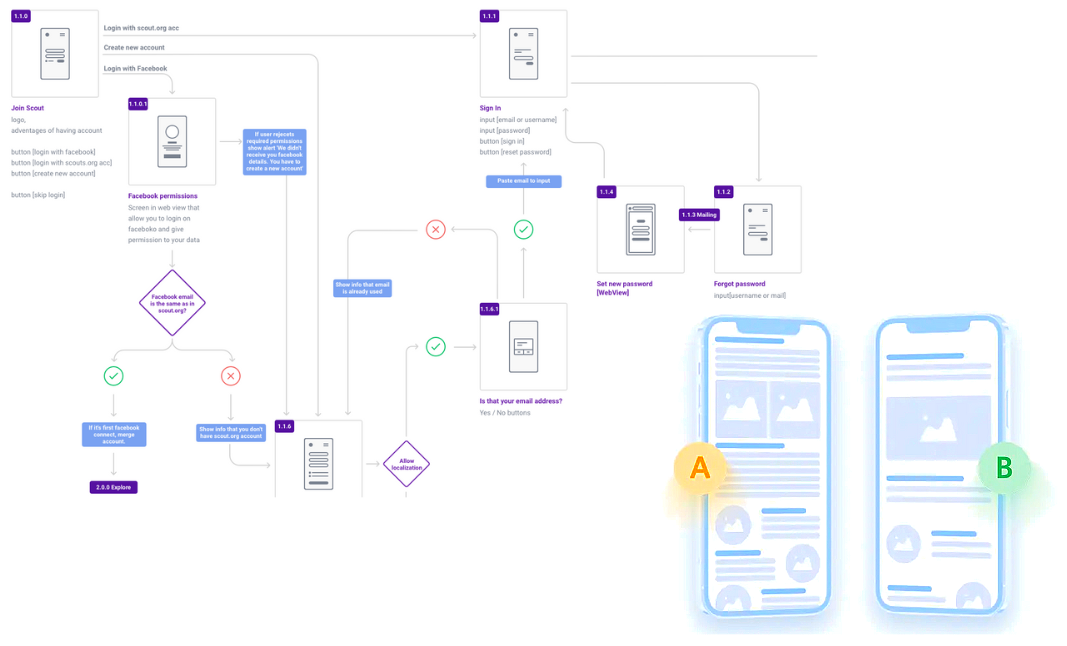 1.1.0
Login with scout.org acc
Create new account
Login with Facebook
Join Scout
logo,
adventages of having account
button [login with facebook]
button [login with scouts.org acc]
button [create new account]
button [skip login]
1.1.0.1
Facebook permissions
Screen in web view that
allow you to login on
faceboko and give
permission to your data
If user rejecets
required permissions
show alert 'We didn't
receive you facebook
details. You have to
create a new account'
Facebook email
is the same as in
scout.org?
If it's first facebook
connect, merge
account.
2.0.0 Explore
Show info that you don't
have scout.org account
1.1.6
Allow
localization
Show info that email
is already used
1.1.1
Sign In
input [email or username]
input [password]
button [sign in]
button [reset password]
Paste email to input
1.1.6.1
Is that your email address?
Yes / No buttons
1.1.4
Set new password
[WebView]
1.1.3 Mailing
1.1.2
Forgot password
input[username or mail]
A
B